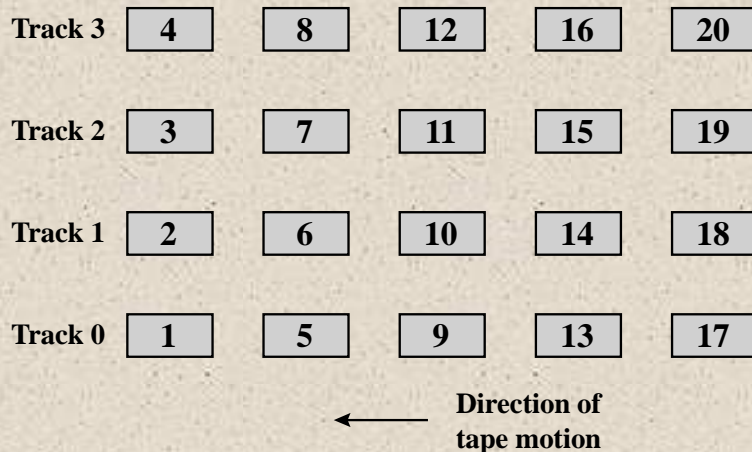 Track 3 4 8 12 16 20
Track 2 3 7 11 15 19
Track 1 2 6 10 14 18
Track 0 1 5 9 13 17
Direction of
tape motion